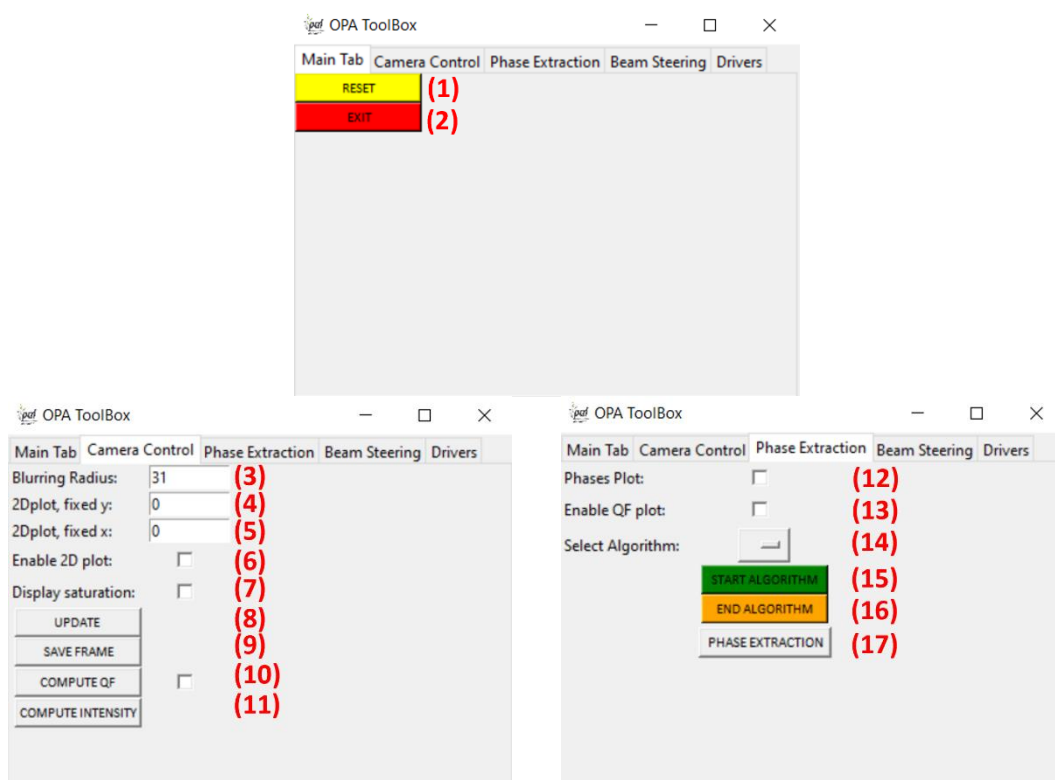 OPA ToolBox
Main Tab Camera Control Phase Extraction Beam Steering Drivers
RESET (1)
EXIT (2)
OPA ToolBox
Main Tab Camera Control Phase Extraction Beam Steering Drivers
Blurring Radius: 31 (3)
2Dplot, fixed y: 0 (4)
2Dplot, fixed x: 0 (5)
Enable 2D plot: (6)
Display saturation: (7)
UPDATE (8)
SAVE FRAME (9)
COMPUTE QF (10)
COMPUTE INTENSITY (11)
OPA ToolBox
Main Tab Camera Control Phase Extraction Beam Steering Drivers
Phases Plot: (12)
Enable QF plot: (13)
Select Algorithm: (14)
START ALGORITHM (15)
END ALGORITHM (16)
PHASE EXTRACTION (17)